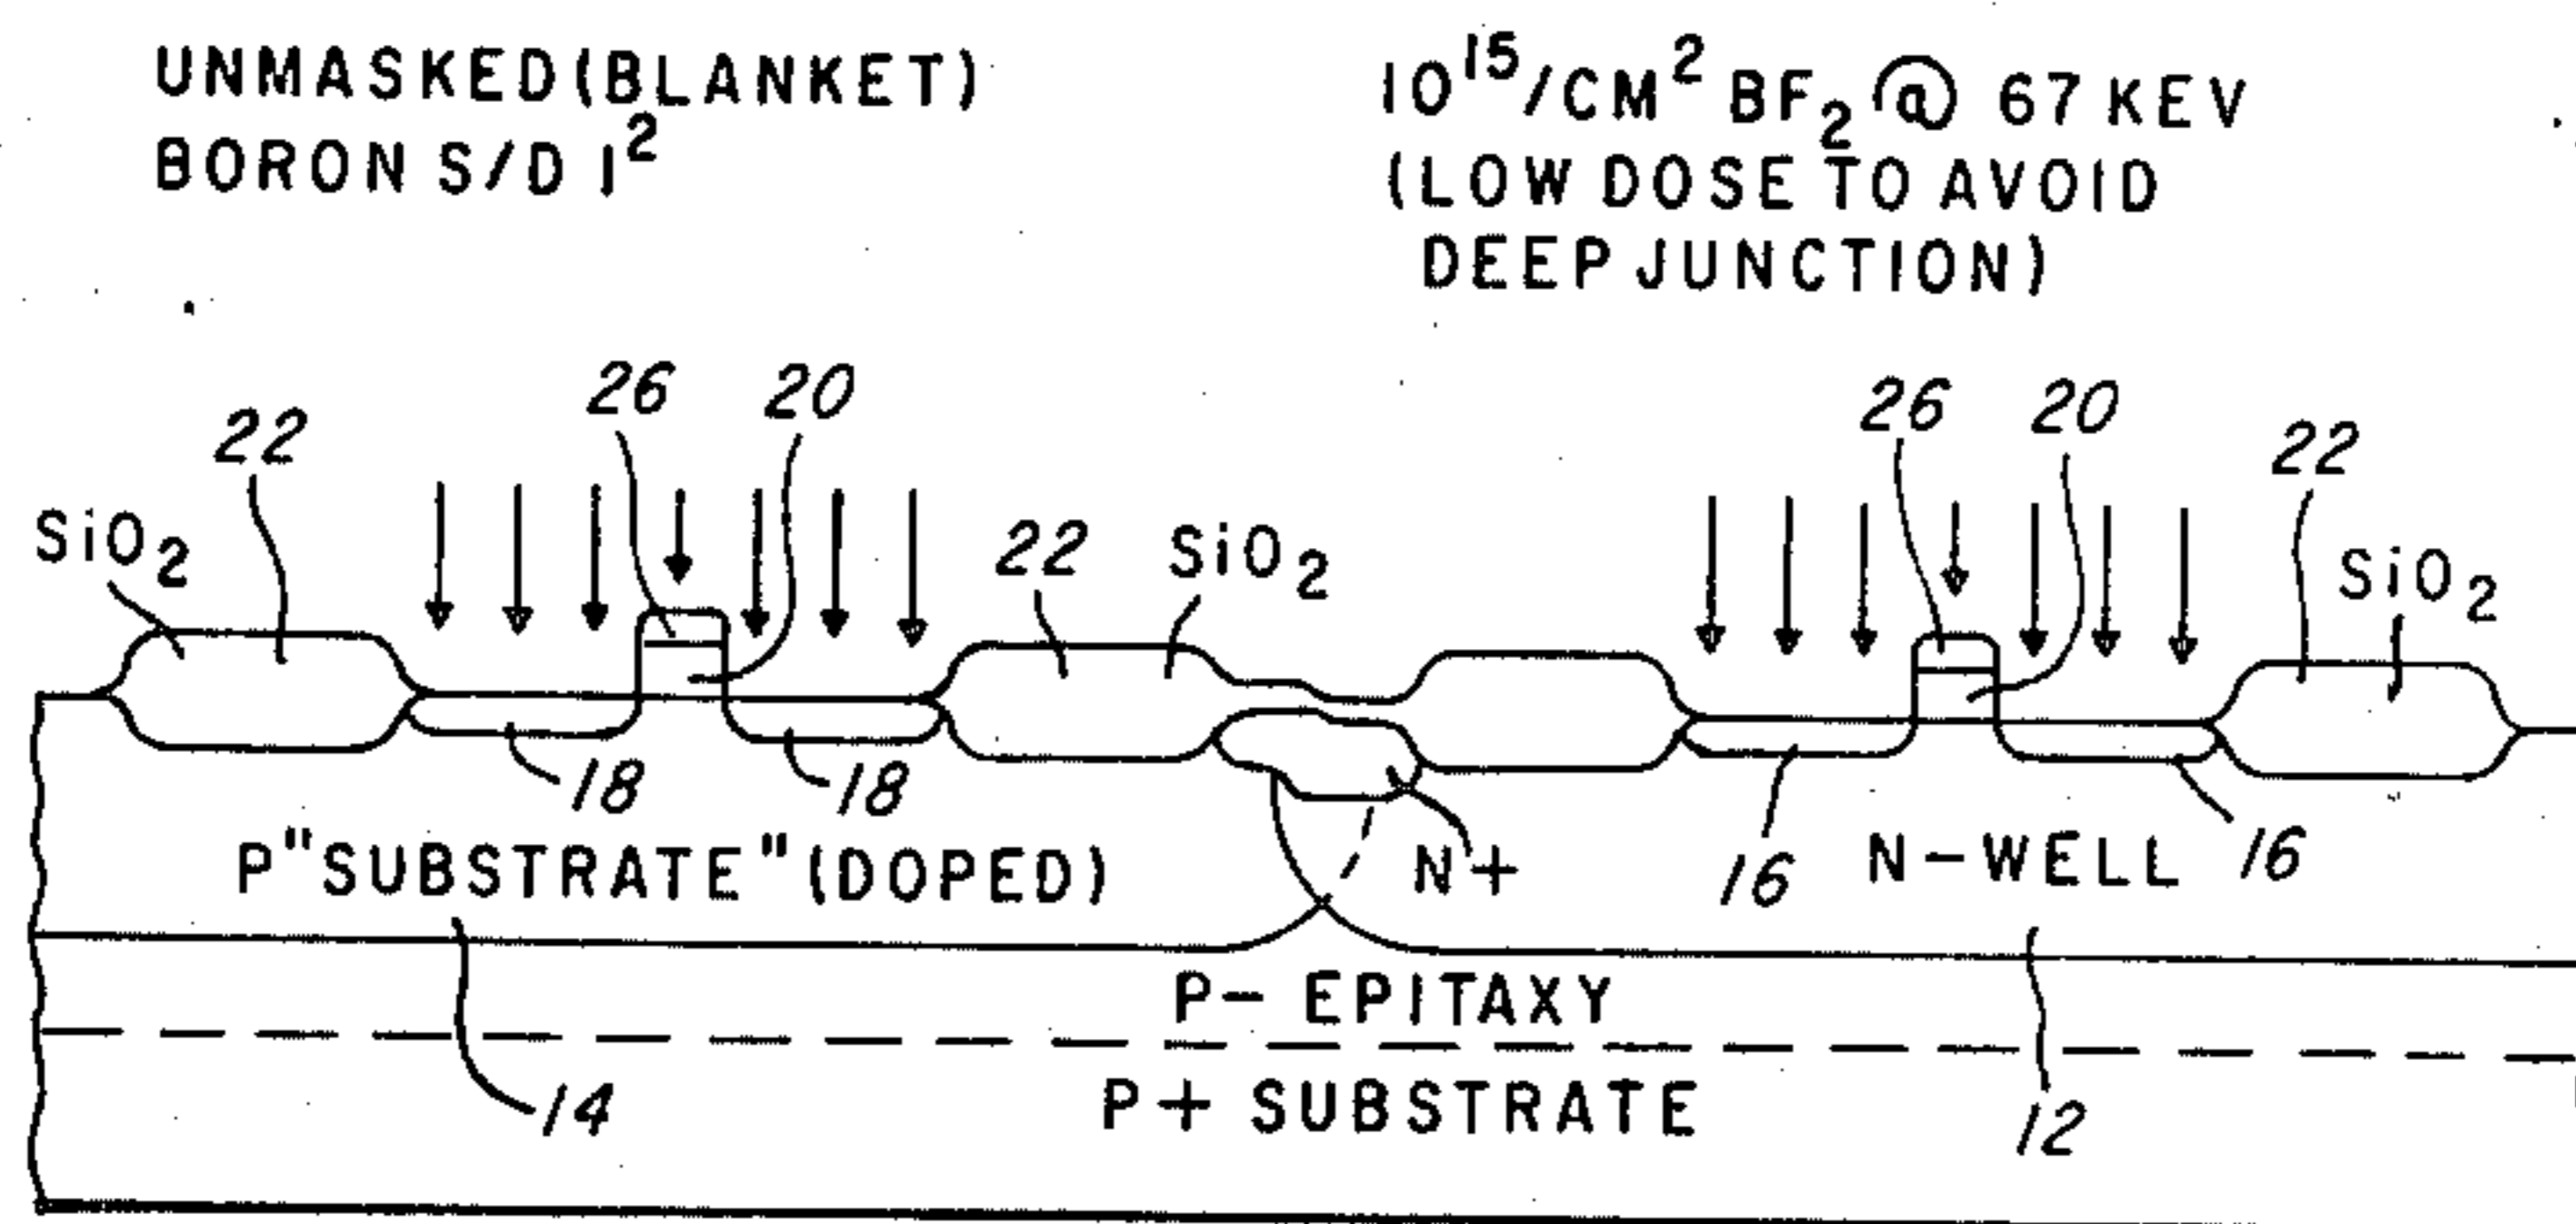 UNMASKED (BLANKET)
BORON S/D I²
10¹⁵/CM² BF₂ @ 67 KEV
(LOW DOSE TO AVOID
DEEP JUNCTION)
26
20
26
20
22
22
SiO₂
22
SiO₂
SiO₂
18
18
P "SUBSTRATE" (DOPED)
N+
16
N-WELL
16
P- EPITAXY
14
P+ SUBSTRATE
12